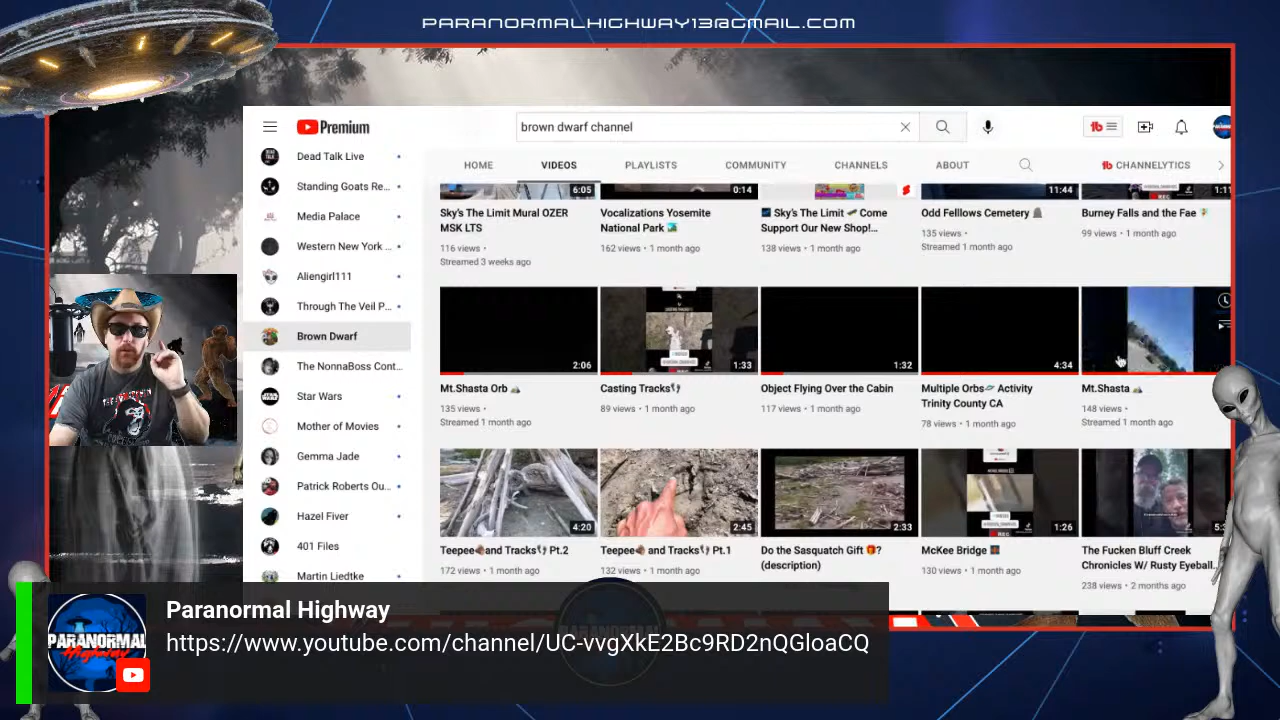 PARANORMALHIGHWAY13@GMAIL.COM
Premium
brown dwarf channel
Dead Talk Live
Standing Goats Re...
Media Palace
Western New York ...
Aliengirl111
Through The Veil P...
Brown Dwarf
The NonnaBoss Cont...
Star Wars
Mother of Movies
Gemma Jade
Patrick Roberts Ou...
Hazel Fiver
401 Files
Martin Liedtke
HOME VIDEOS PLAYLISTS COMMUNITY CHANNELS ABOUT CHANNELYTICS
6:05
0:14
11:44
1:11
Sky's The Limit Mural OZER
MSK LTS
116 views •
Streamed 3 weeks ago
Vocalizations Yosemite
National Park
162 views • 1 month ago
Sky's The Limit Come
Support Our New Shop!...
138 views • 1 month ago
Odd Felllows Cemetery
135 views •
Streamed 1 month ago
Burney Falls and the Fae
99 views • 1 month ago
2:06
1:33
1:32
4:34
Mt.Shasta Orb
135 views •
Streamed 1 month ago
Casting Tracks
89 views • 1 month ago
Object Flying Over the Cabin
117 views • 1 month ago
Multiple Orbs Activity
Trinity County CA
78 views • 1 month ago
Mt.Shasta
148 views •
Streamed 1 month ago
4:20
2:45
2:33
1:26
Teepee and Tracks Pt.2
172 views • 1 month ago
Teepee and Tracks Pt.1
132 views • 1 month ago
Do the Sasquatch Gift ?
(description)
McKee Bridge
130 views • 1 month ago
The Fucken Bluff Creek
Chronicles W/ Rusty Eyeball...
238 views • 2 months ago
PARANORMAL
Highway
Paranormal Highway
https://www.youtube.com/channel/UC-vvgXkE2Bc9RD2nQGloaCQ